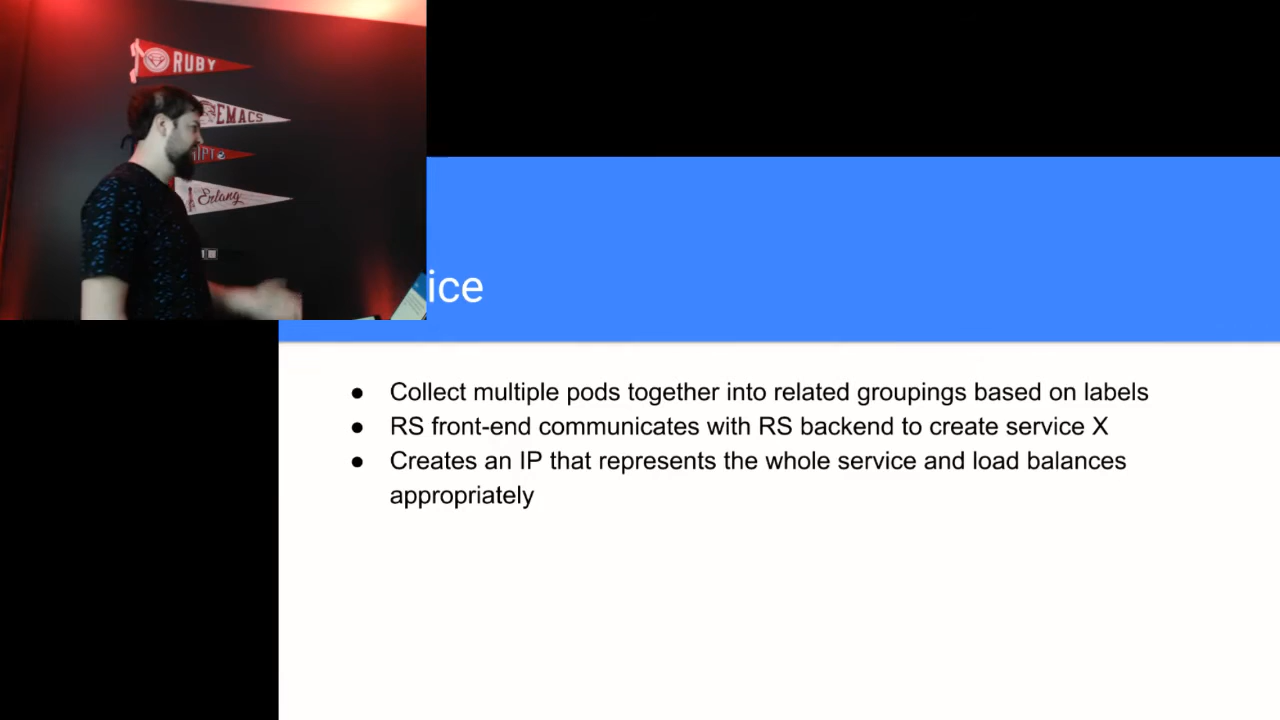 RUBY
EMACS
Erlang
ice
● Collect multiple pods together into related groupings based on labels
● RS front-end communicates with RS backend to create service X
● Creates an IP that represents the whole service and load balances
appropriately